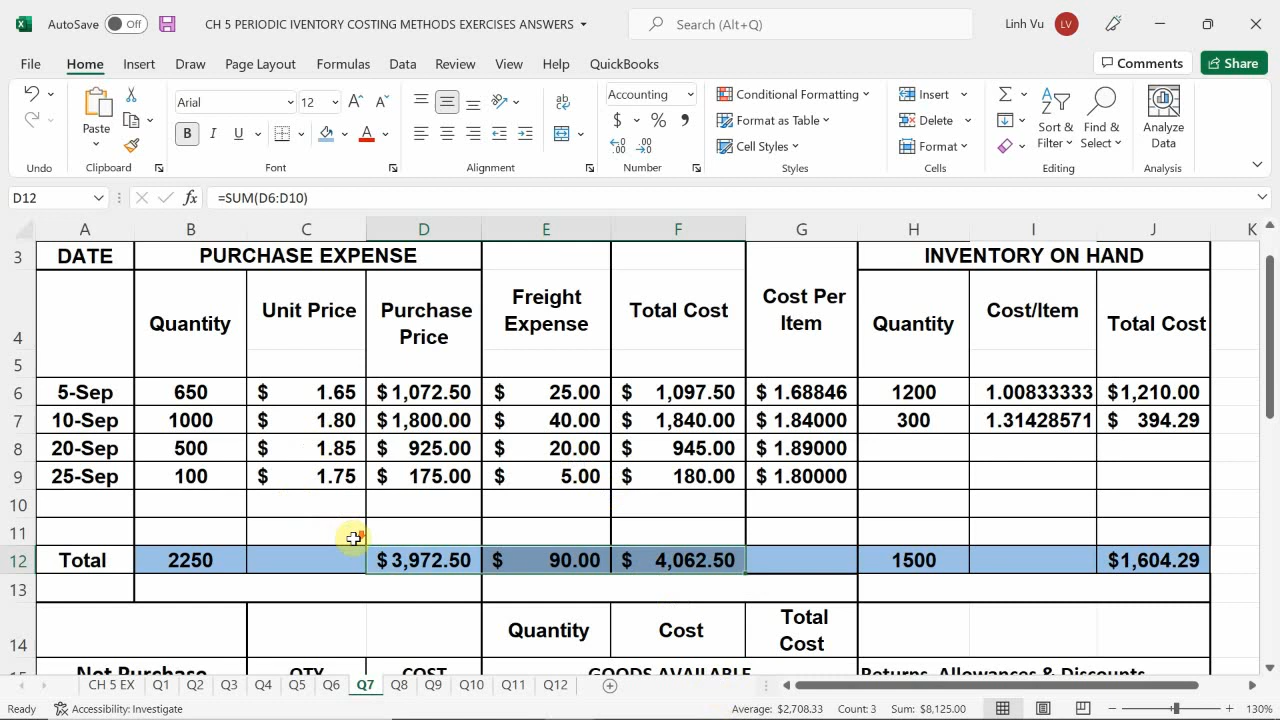 AutoSave Off CH 5 PERIODIC IVENTORY COSTING METHODS EXERCISES ANSWERS Search (Alt+Q) Linh Vu LV
File Home Insert Draw Page Layout Formulas Data Review View Help QuickBooks Comments Share
Paste
Arial 12
B I U A
Accounting
$ % ,
Conditional Formatting
Format as Table
Cell Styles
Insert
Delete
Format
Sort & Filter
Find & Select
Analyze Data
Undo Clipboard Font Alignment Number Styles Cells Editing Analysis
D12 fx =SUM(D6:D10)
A B C D E F G H I J K
3 DATE PURCHASE EXPENSE INVENTORY ON HAND
4 Quantity Unit Price Purchase Price Freight Expense Total Cost Cost Per Item Quantity Cost/Item Total Cost
5
6 5-Sep 650 $ 1.65 $ 1,072.50 $ 25.00 $ 1,097.50 $ 1.68846 1200 1.00833333 $1,210.00
7 10-Sep 1000 $ 1.80 $ 1,800.00 $ 40.00 $ 1,840.00 $ 1.84000 300 1.31428571 $ 394.29
8 20-Sep 500 $ 1.85 $ 925.00 $ 20.00 $ 945.00 $ 1.89000
9 25-Sep 100 $ 1.75 $ 175.00 $ 5.00 $ 180.00 $ 1.80000
10
11
12 Total 2250 $ 3,972.50 $ 90.00 $ 4,062.50 1500 $1,604.29
13
14 Quantity Cost Total Cost
Net Purchase QTY COST GOODS AVAILABLE Returns, Allowances & Discounts
CH 5 EX Q1 Q2 Q3 Q4 Q5 Q6 Q7 Q8 Q9 Q10 Q11 Q12
Ready Accessibility: Investigate Average: $2,708.33 Count: 3 Sum: $8,125.00 130%